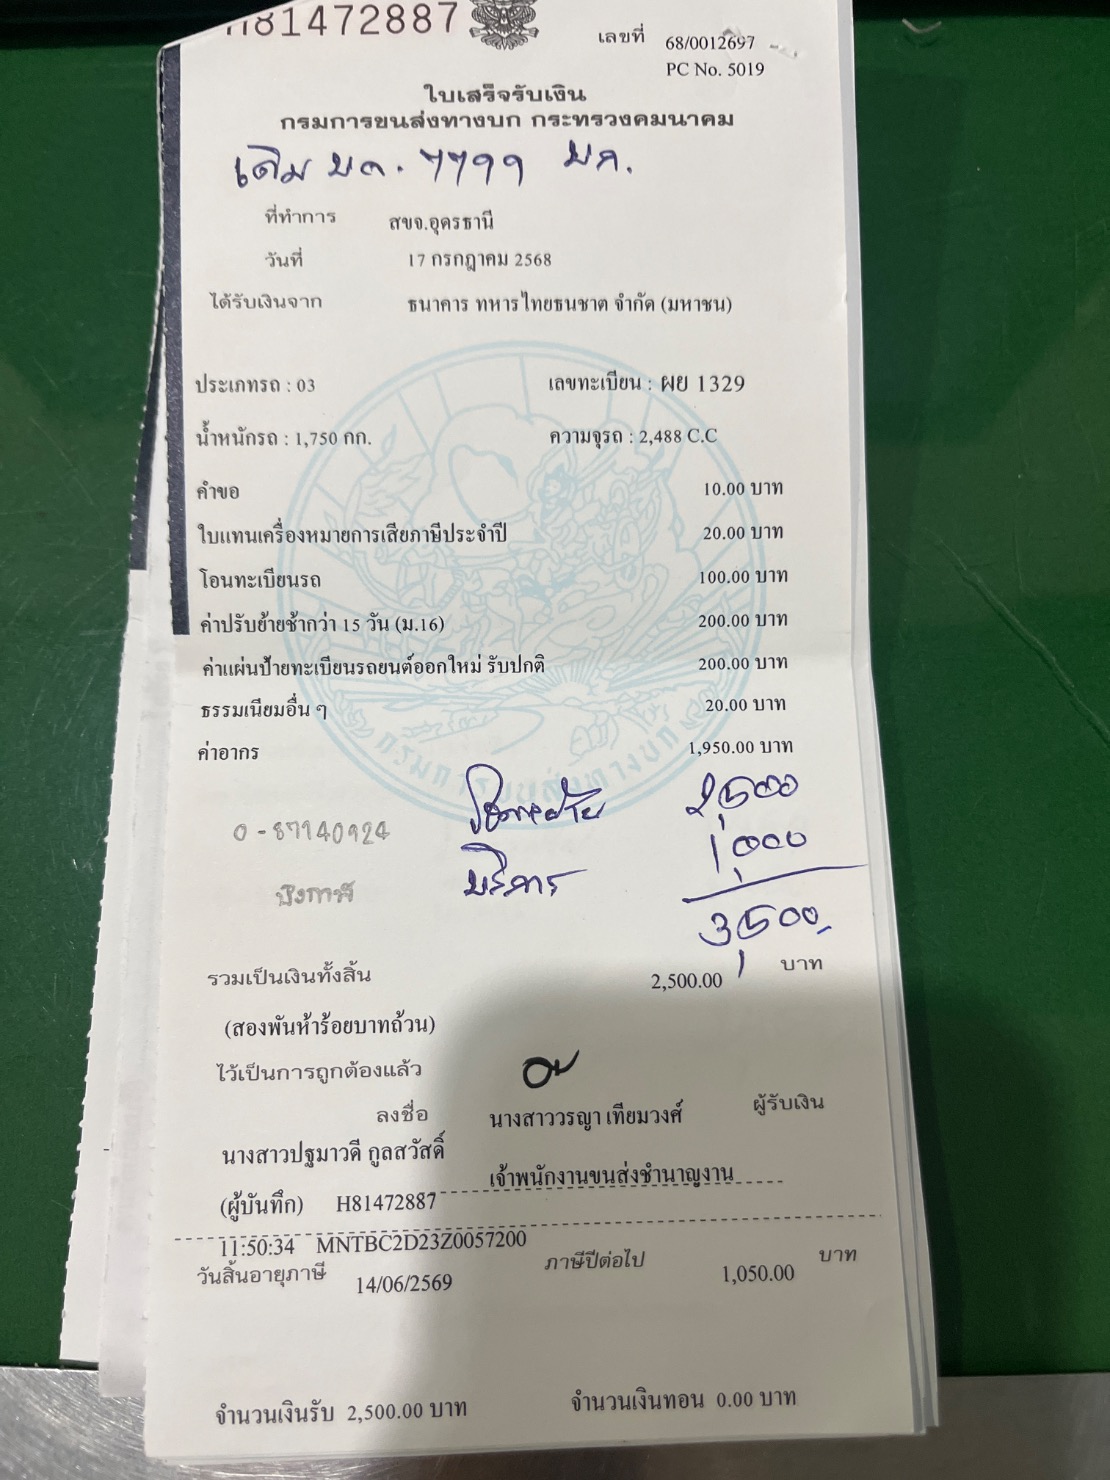 H81472887
เลขที่ 68/0012697
PC No. 5019
ใบเสร็จรับเงิน
กรมการขนส่งทางบก กระทรวงคมนาคม
เดิม บค. 7799 บก.
ที่ทำการ สขจ.อุดรธานี
วันที่ 17 กรกฎาคม 2568
ได้รับเงินจาก ธนาคาร ทหารไทยธนชาต จำกัด (มหาชน)
ประเภทรถ : 03 เลขทะเบียน : ผย 1329
น้ำหนักรถ : 1,750 กก. ความจุรถ : 2,488 C.C
คำขอ 10.00 บาท
ใบแทนเครื่องหมายการเสียภาษีประจำปี 20.00 บาท
โอนทะเบียนรถ 100.00 บาท
ค่าปรับย้ายช้ากว่า 15 วัน (ม.16) 200.00 บาท
ค่าแผ่นป้ายทะเบียนรถยนต์ออกใหม่ รับปกติ 200.00 บาท
ธรรมเนียมอื่น ๆ 20.00 บาท
ค่าอากร 1,950.00 บาท
กรมการขนส่งทางบก
2,500
0-87140924
บริการ 1,000
บึงกาฬ
3,500
รวมเป็นเงินทั้งสิ้น 2,500.00 บาท
(สองพันห้าร้อยบาทถ้วน)
ไว้เป็นการถูกต้องแล้ว
ลงชื่อ นางสาววรญา เทียมวงศ์ ผู้รับเงิน
นางสาวปฐมาวดี กูลสวัสดิ์
เจ้าพนักงานขนส่งชำนาญงาน
(ผู้บันทึก) H81472887
11:50:34 MNTBC2D23Z0057200
วันสิ้นอายุภาษี 14/06/2569 ภาษีปีต่อไป 1,050.00 บาท
จำนวนเงินรับ 2,500.00 บาท จำนวนเงินทอน 0.00 บาท